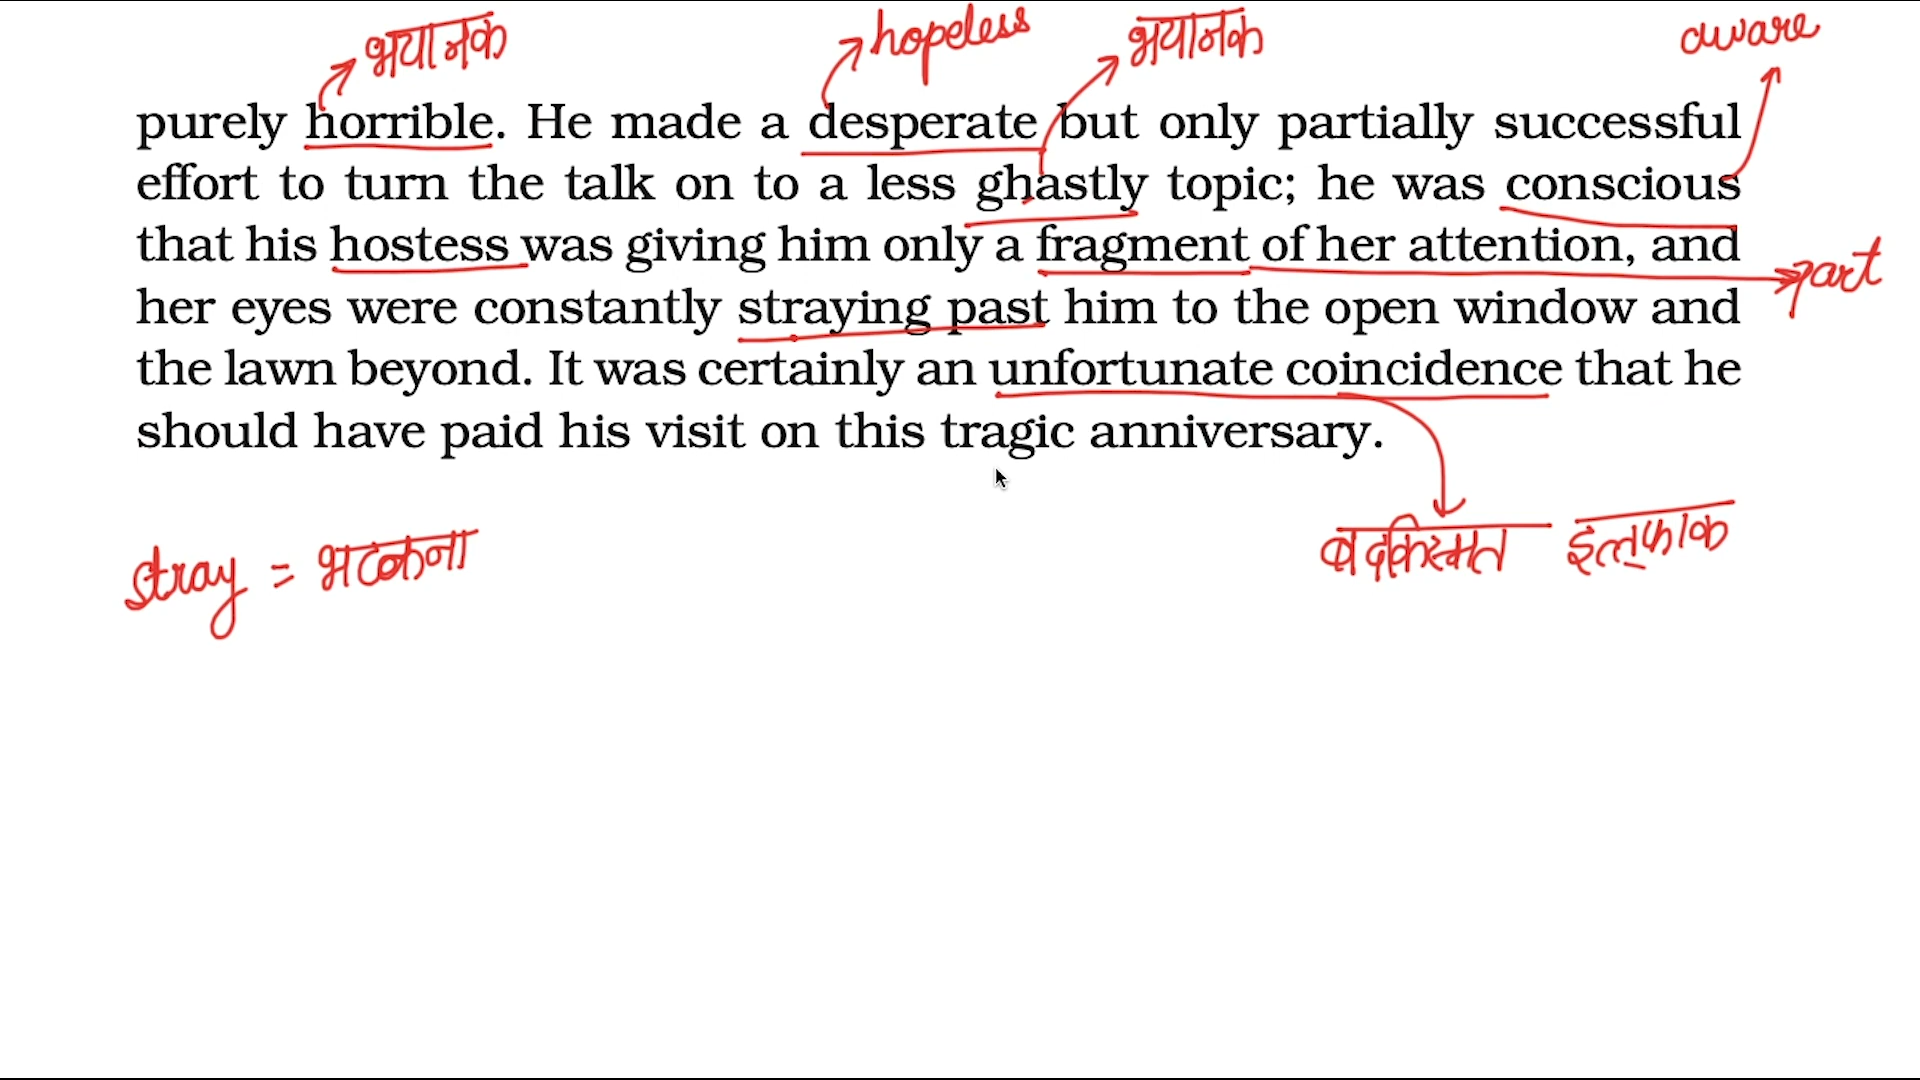 भयानक hopeless भयानक aware
purely horrible. He made a desperate but only partially successful
effort to turn the talk on to a less ghastly topic; he was conscious
that his hostess was giving him only a fragment of her attention, and
part
her eyes were constantly straying past him to the open window and
the lawn beyond. It was certainly an unfortunate coincidence that he
should have paid his visit on this tragic anniversary.
stray = भटकना बदकिस्मत इत्फाक